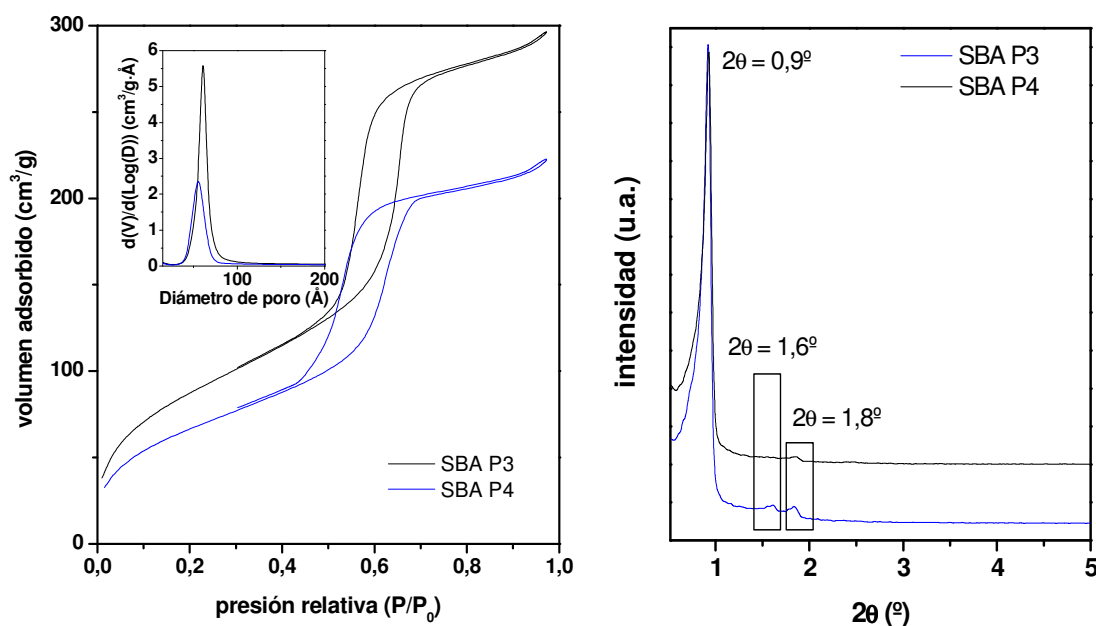 300
250
200
150
100
50
0
volumen adsorbido (cm³/g)
0,0 0,2 0,4 0,6 0,8 1,0
presión relativa (P/P₀)
6
5
4
3
2
1
0
d(V)/d(Log(D)) (cm³/g·Å)
100 200
Diámetro de poro (Å)
SBA P3
SBA P4
intensidad (u.a.)
2θ = 0,9º
SBA P3
SBA P4
2θ = 1,6º
2θ = 1,8º
1 2 3 4 5
2θ (º)